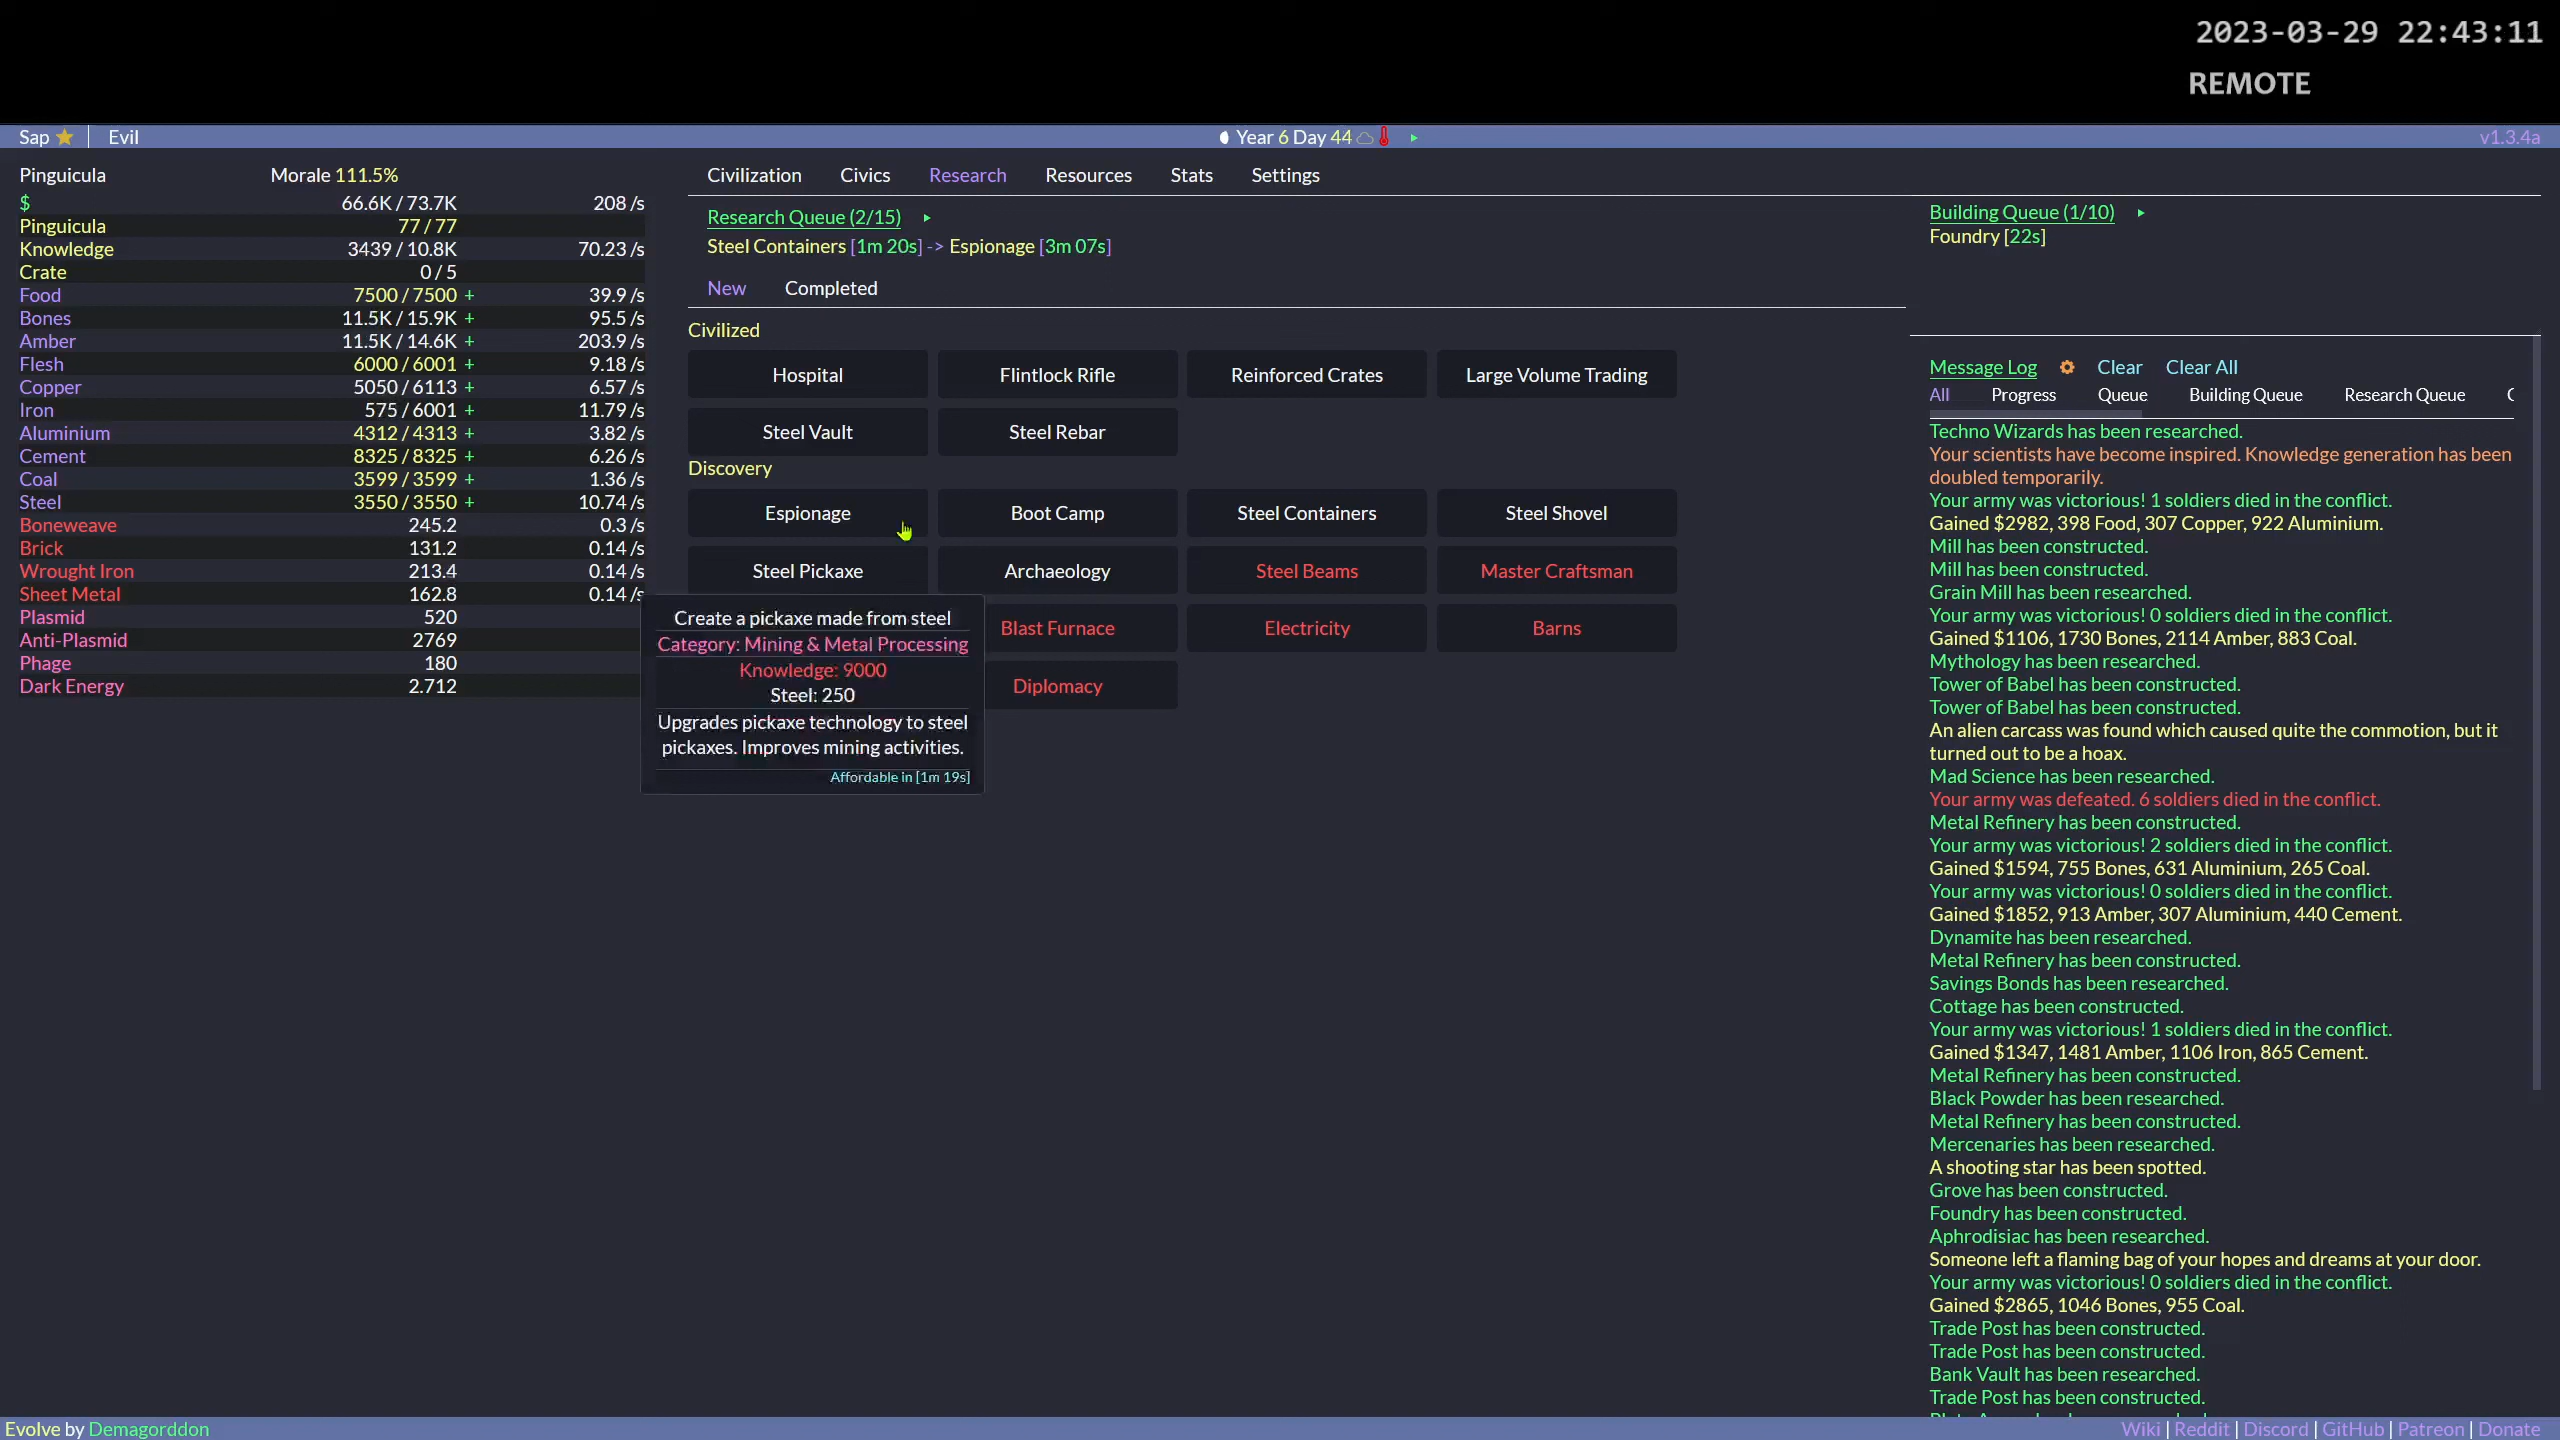 2023-03-29 22:43:11
REMOTE
Sap Evil Year 6 Day 44 v1.3.4a
Pinguicula Morale 111.5%
$ 66.6K / 73.7K 208 /s
Pinguicula 77 / 77
Knowledge 3439 / 10.8K 70.23 /s
Crate 0 / 5
Food 7500 / 7500 + 39.9 /s
Bones 11.5K / 15.9K + 95.5 /s
Amber 11.5K / 14.6K + 203.9 /s
Flesh 6000 / 6001 + 9.18 /s
Copper 5050 / 6113 + 6.57 /s
Iron 575 / 6001 + 11.79 /s
Aluminium 4312 / 4313 + 3.82 /s
Cement 8325 / 8325 + 6.26 /s
Coal 3599 / 3599 + 1.36 /s
Steel 3550 / 3550 + 10.74 /s
Boneweave 245.2 0.3 /s
Brick 131.2 0.14 /s
Wrought Iron 213.4 0.14 /s
Sheet Metal 162.8 0.14 /s
Plasmid 520
Anti-Plasmid 2769
Phage 180
Dark Energy 2.712
Civilization Civics Research Resources Stats Settings
Research Queue (2/15)
Steel Containers [1m 20s] -> Espionage [3m 07s]
New Completed
Civilized
Hospital Flintlock Rifle Reinforced Crates Large Volume Trading
Steel Vault Steel Rebar
Discovery
Espionage Boot Camp Steel Containers Steel Shovel
Steel Pickaxe Archaeology Steel Beams Master Craftsman
Blast Furnace Electricity Barns
Diplomacy
Create a pickaxe made from steel
Category: Mining & Metal Processing
Knowledge: 9000
Steel: 250
Upgrades pickaxe technology to steel
pickaxes. Improves mining activities.
Affordable in [1m 19s]
Building Queue (1/10)
Foundry [22s]
Message Log Clear Clear All
All Progress Queue Building Queue Research Queue
Techno Wizards has been researched.
Your scientists have become inspired. Knowledge generation has been
doubled temporarily.
Your army was victorious! 1 soldiers died in the conflict.
Gained $2982, 398 Food, 307 Copper, 922 Aluminium.
Mill has been constructed.
Mill has been constructed.
Grain Mill has been researched.
Your army was victorious! 0 soldiers died in the conflict.
Gained $1106, 1730 Bones, 2114 Amber, 883 Coal.
Mythology has been researched.
Tower of Babel has been constructed.
Tower of Babel has been constructed.
An alien carcass was found which caused quite the commotion, but it
turned out to be a hoax.
Mad Science has been researched.
Your army was defeated. 6 soldiers died in the conflict.
Metal Refinery has been constructed.
Your army was victorious! 2 soldiers died in the conflict.
Gained $1594, 755 Bones, 631 Aluminium, 265 Coal.
Your army was victorious! 0 soldiers died in the conflict.
Gained $1852, 913 Amber, 307 Aluminium, 440 Cement.
Dynamite has been researched.
Metal Refinery has been constructed.
Savings Bonds has been researched.
Cottage has been constructed.
Your army was victorious! 1 soldiers died in the conflict.
Gained $1347, 1481 Amber, 1106 Iron, 865 Cement.
Metal Refinery has been constructed.
Black Powder has been researched.
Metal Refinery has been constructed.
Mercenaries has been researched.
A shooting star has been spotted.
Grove has been constructed.
Foundry has been constructed.
Aphrodisiac has been researched.
Someone left a flaming bag of your hopes and dreams at your door.
Your army was victorious! 0 soldiers died in the conflict.
Gained $2865, 1046 Bones, 955 Coal.
Trade Post has been constructed.
Trade Post has been constructed.
Bank Vault has been researched.
Trade Post has been constructed.
Evolve by Demagorddon
Wiki | Reddit | Discord | GitHub | Patreon | Donate